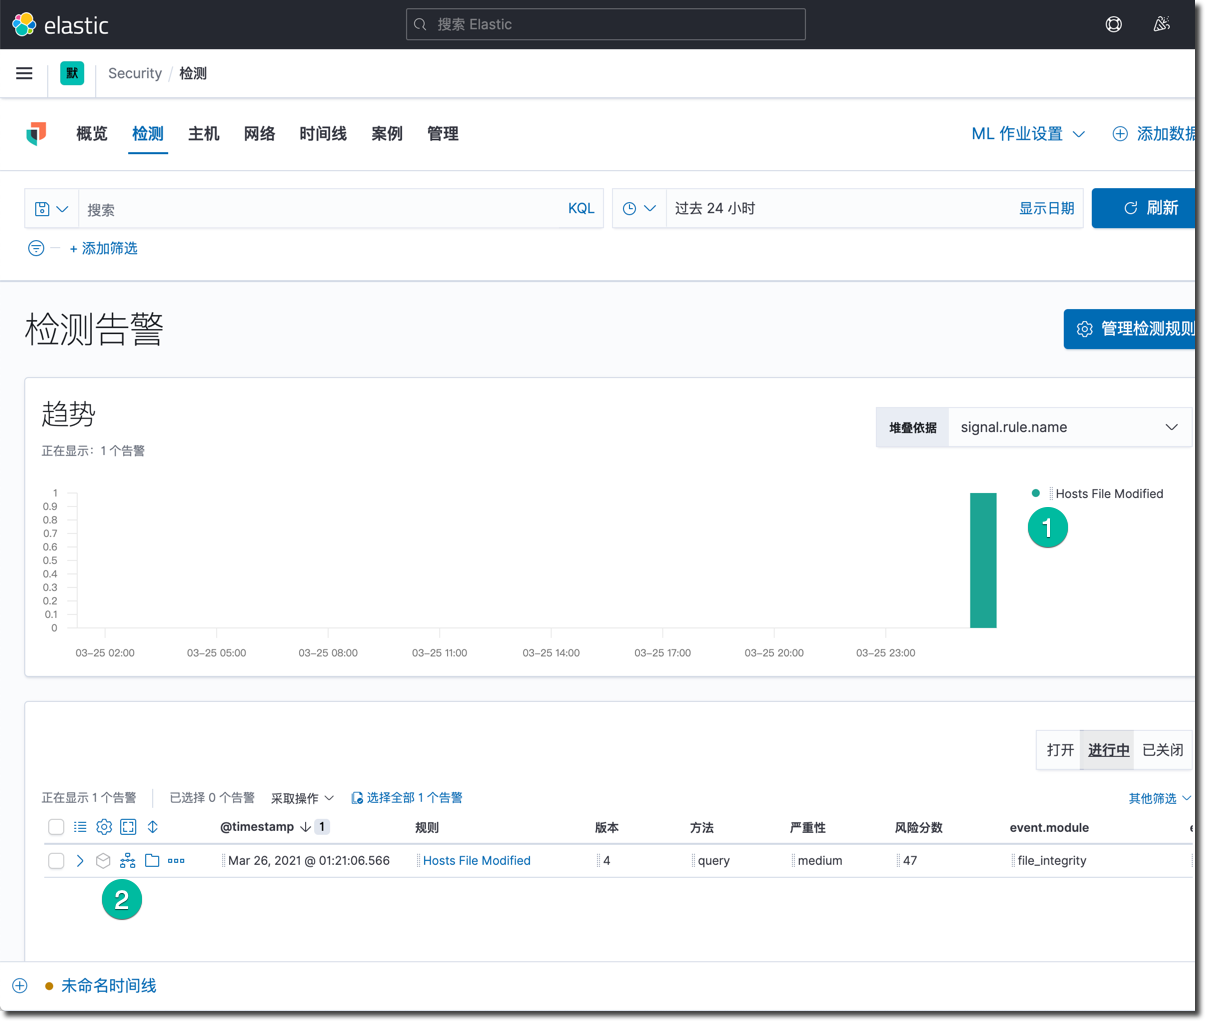 elastic
搜索 Elastic
默
Security / 检测
概览 检测 主机 网络 时间线 案例 管理
ML 作业设置
添加数据
搜索
KQL
过去 24 小时
显示日期
刷新
+ 添加筛选
检测告警
管理检测规则
趋势
正在显示：1 个告警
堆叠依据
signal.rule.name
1
0.9
0.8
0.7
0.6
0.5
0.4
0.3
0.2
0.1
0
03–25 02:00 03–25 05:00 03–25 08:00 03–25 11:00 03–25 14:00 03–25 17:00 03–25 20:00 03–25 23:00
Hosts File Modified
1
打开 进行中 已关闭
正在显示 1 个告警
已选择 0 个告警
采取操作
选择全部 1 个告警
其他筛选
@timestamp 1 规则 版本 方法 严重性 风险分数 event.module
Mar 26, 2021 @ 01:21:06.566 Hosts File Modified 4 query medium 47 file_integrity
2
未命名时间线